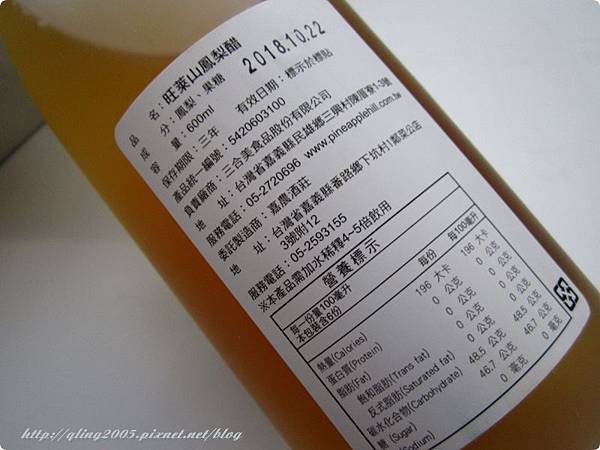 2018.10.22
品 名：旺萊山鳳梨醋
成 分：鳳梨、果糖
容 量：600ml 有效日期：標示於標貼
保存期限：三年
產品統一編號：5420603100
負責廠商：三合美食品股份有限公司
地 址：台灣省嘉義縣民雄鄉三興村陳厝寮1-3號
服務電話：05-2720696 www.pineapplehill.com.tw
委託製造商：嘉農酒莊
地 址：台灣省嘉義縣番路鄉下坑村1鄰菜公店
3號附12
服務電話：05-2593155
※本產品需加水稀釋4~5倍飲用
營養標示
每一份量100毫升
本包裝含6份
每份 每100毫升
熱量(Calories) 196 大卡 196 大卡
蛋白質(Protein) 0 公克 0 公克
脂肪(Fat) 0 公克 0 公克
飽和脂肪(Trans fat) 0 公克 0 公克
反式脂肪(Saturated fat) 0 公克 0 公克
碳水化合物(Carbohydrate) 48.5 公克 48.5 公克
糖 (Sugar) 46.7 公克 46.7 公克
(Sodium) 0 毫克 0 毫克
http://qling2005.pixnet.net/blog